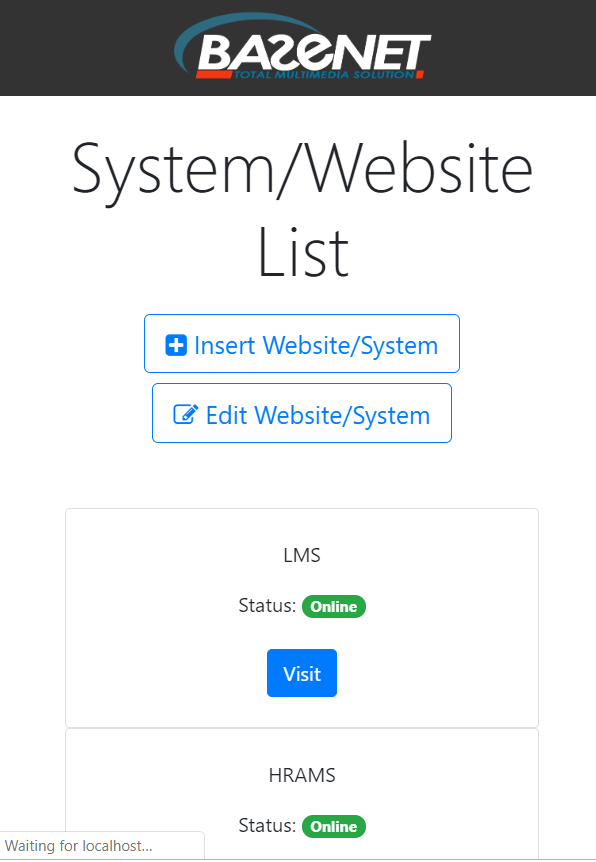 BASENET
TOTAL MULTIMEDIA SOLUTION
System/Website
List
Insert Website/System
Edit Website/System
LMS
Status: Online
Visit
HRAMS
Status: Online
Waiting for localhost...